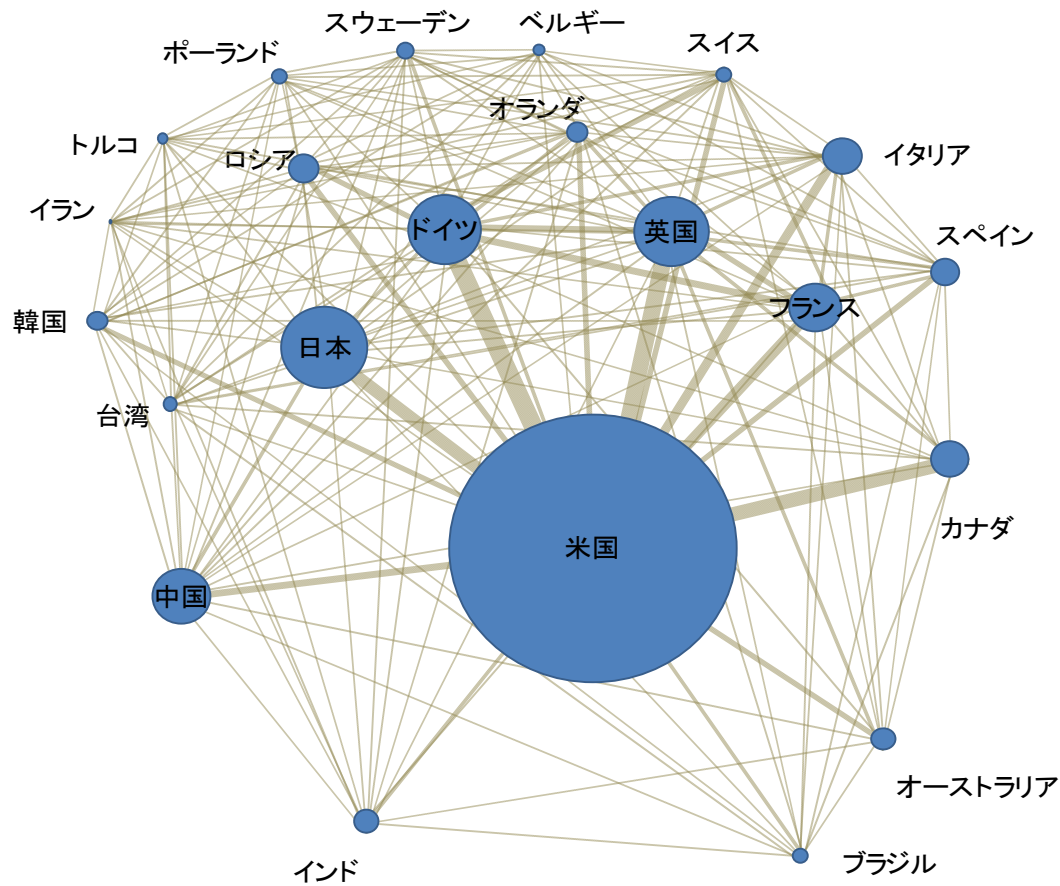 スウェーデン
ベルギー
スイス
ポーランド
オランダ
トルコ
ロシア
イタリア
イラン
ドイツ
英国
スペイン
韓国
日本
フランス
台湾
カナダ
米国
中国
オーストラリア
インド
ブラジル